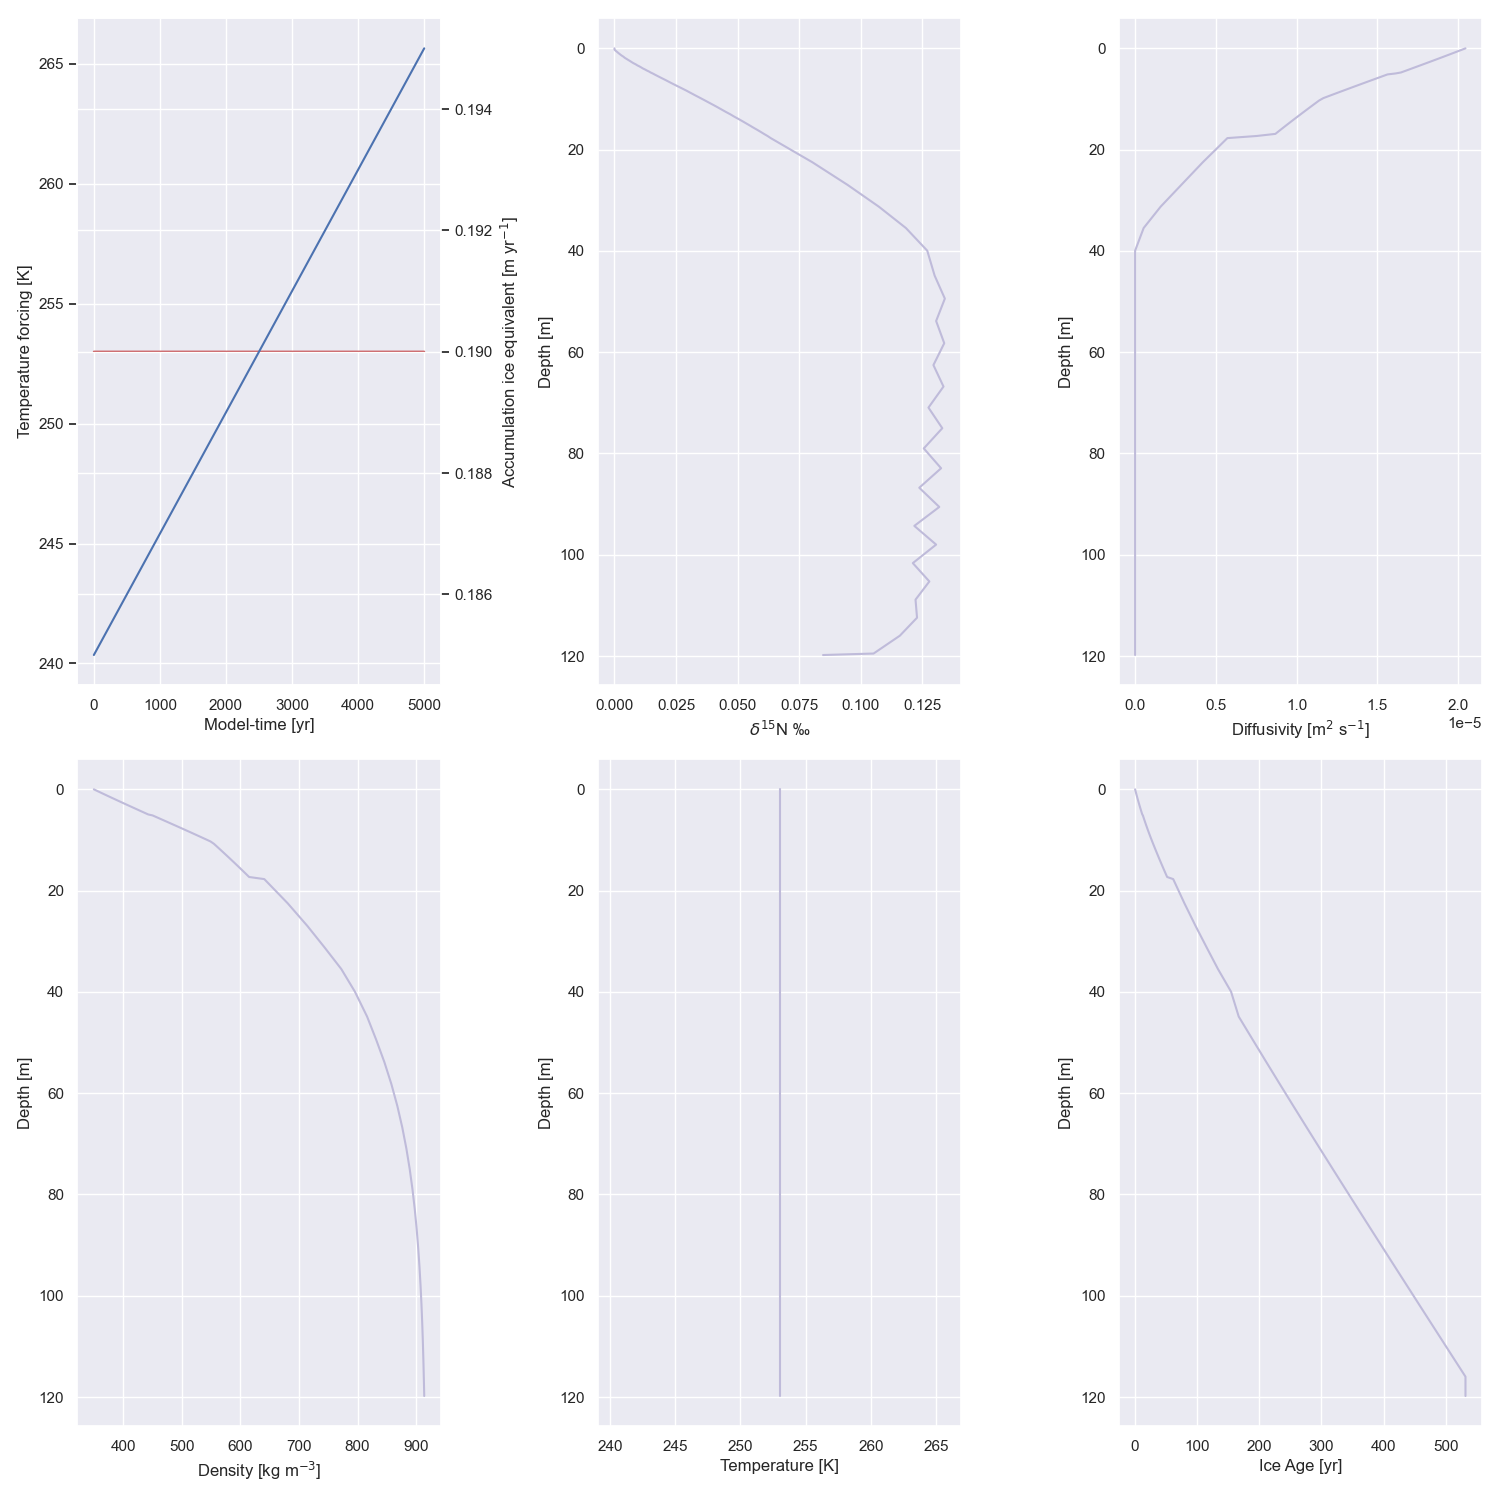 265
260
255
250
245
240
Temperature forcing [K]
0.194
0.192
0.190
0.188
0.186
Accumulation ice equivalent [m yr⁻¹]
0 1000 2000 3000 4000 5000
Model-time [yr]
0
20
40
60
80
100
120
Depth [m]
0.000 0.025 0.050 0.075 0.100 0.125
δ¹⁵N ‰
0
20
40
60
80
100
120
Depth [m]
0.0 0.5 1.0 1.5 2.0
1e−5
Diffusivity [m² s⁻¹]
0
20
40
60
80
100
120
Depth [m]
400 500 600 700 800 900
Density [kg m⁻³]
0
20
40
60
80
100
120
Depth [m]
240 245 250 255 260 265
Temperature [K]
0
20
40
60
80
100
120
Depth [m]
0 100 200 300 400 500
Ice Age [yr]